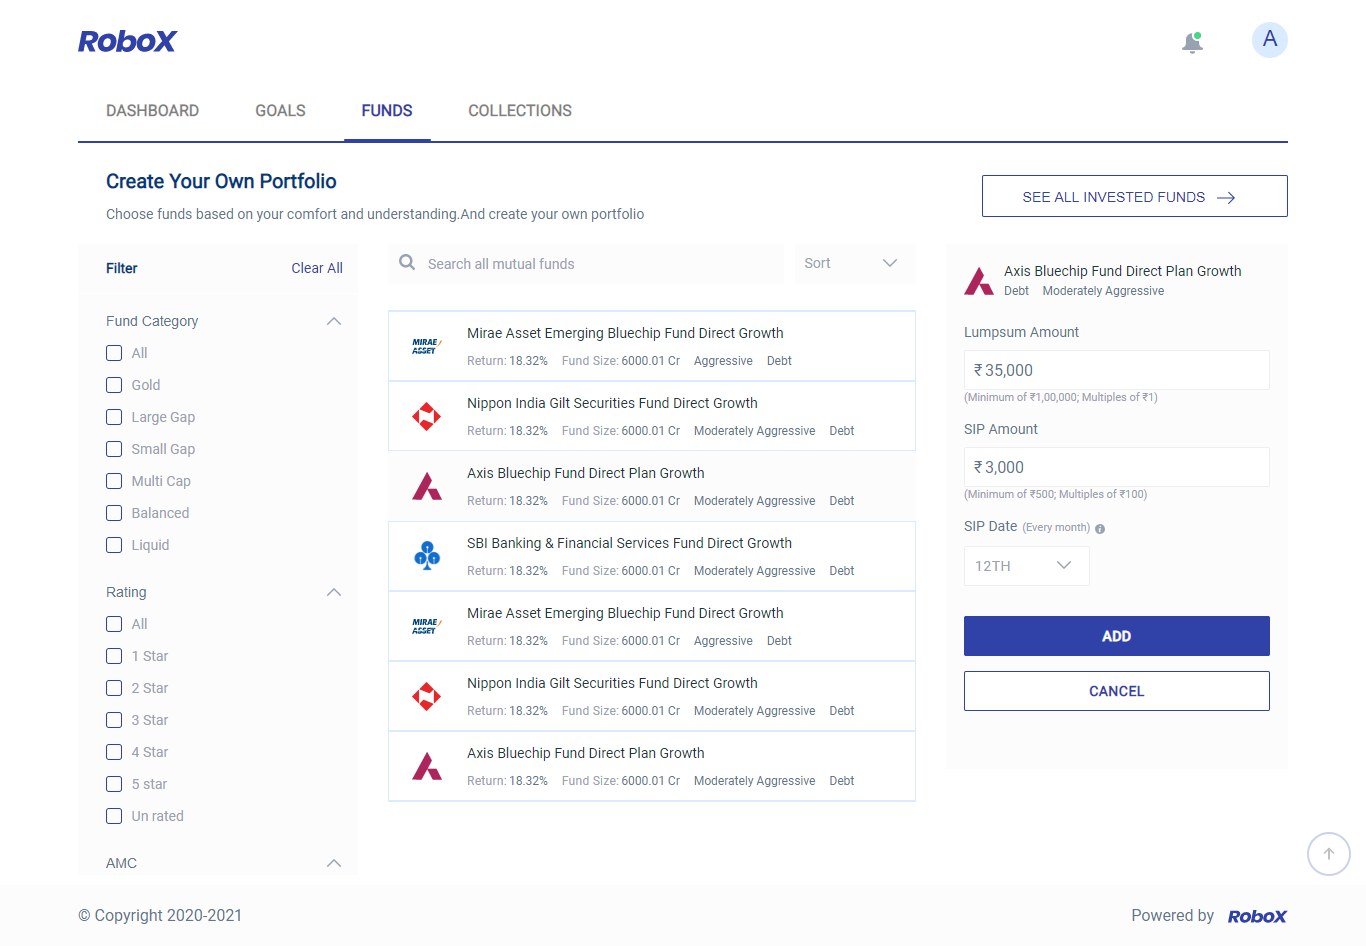 RoboX
A
DASHBOARD GOALS FUNDS COLLECTIONS
Create Your Own Portfolio
Choose funds based on your comfort and understanding.And create your own portfolio
SEE ALL INVESTED FUNDS
Filter Clear All
Fund Category
All
Gold
Large Gap
Small Gap
Multi Cap
Balanced
Liquid
Rating
All
1 Star
2 Star
3 Star
4 Star
5 star
Un rated
AMC
Search all mutual funds
Sort
MIRAE ASSET
Mirae Asset Emerging Bluechip Fund Direct Growth
Return: 18.32% Fund Size: 6000.01 Cr Aggressive Debt
Nippon India Gilt Securities Fund Direct Growth
Return: 18.32% Fund Size: 6000.01 Cr Moderately Aggressive Debt
Axis Bluechip Fund Direct Plan Growth
Return: 18.32% Fund Size: 6000.01 Cr Moderately Aggressive Debt
SBI Banking & Financial Services Fund Direct Growth
Return: 18.32% Fund Size: 6000.01 Cr Moderately Aggressive Debt
MIRAE ASSET
Mirae Asset Emerging Bluechip Fund Direct Growth
Return: 18.32% Fund Size: 6000.01 Cr Aggressive Debt
Nippon India Gilt Securities Fund Direct Growth
Return: 18.32% Fund Size: 6000.01 Cr Moderately Aggressive Debt
Axis Bluechip Fund Direct Plan Growth
Return: 18.32% Fund Size: 6000.01 Cr Moderately Aggressive Debt
Axis Bluechip Fund Direct Plan Growth
Debt Moderately Aggressive
Lumpsum Amount
₹ 35,000
(Minimum of ₹1,00,000; Multiples of ₹1)
SIP Amount
₹ 3,000
(Minimum of ₹500; Multiples of ₹100)
SIP Date (Every month) i
12TH
ADD
CANCEL
© Copyright 2020-2021
Powered by RoboX